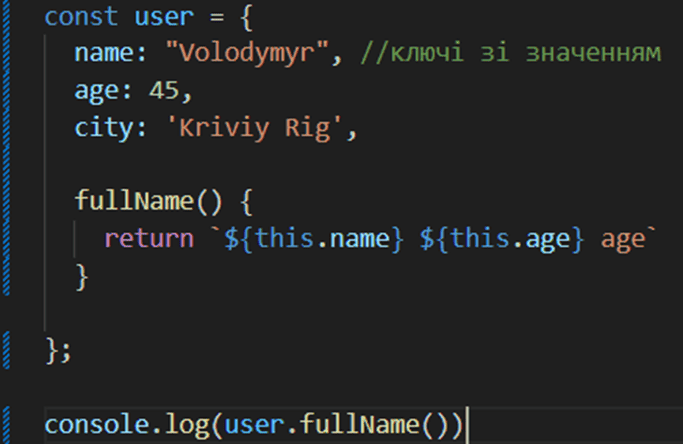 const user = {
name: "Volodymyr", //ключі зі значенням
age: 45,
city: 'Kriviy Rig',
fullName() {
return `${this.name} ${this.age} age`
}
};
console.log(user.fullName())